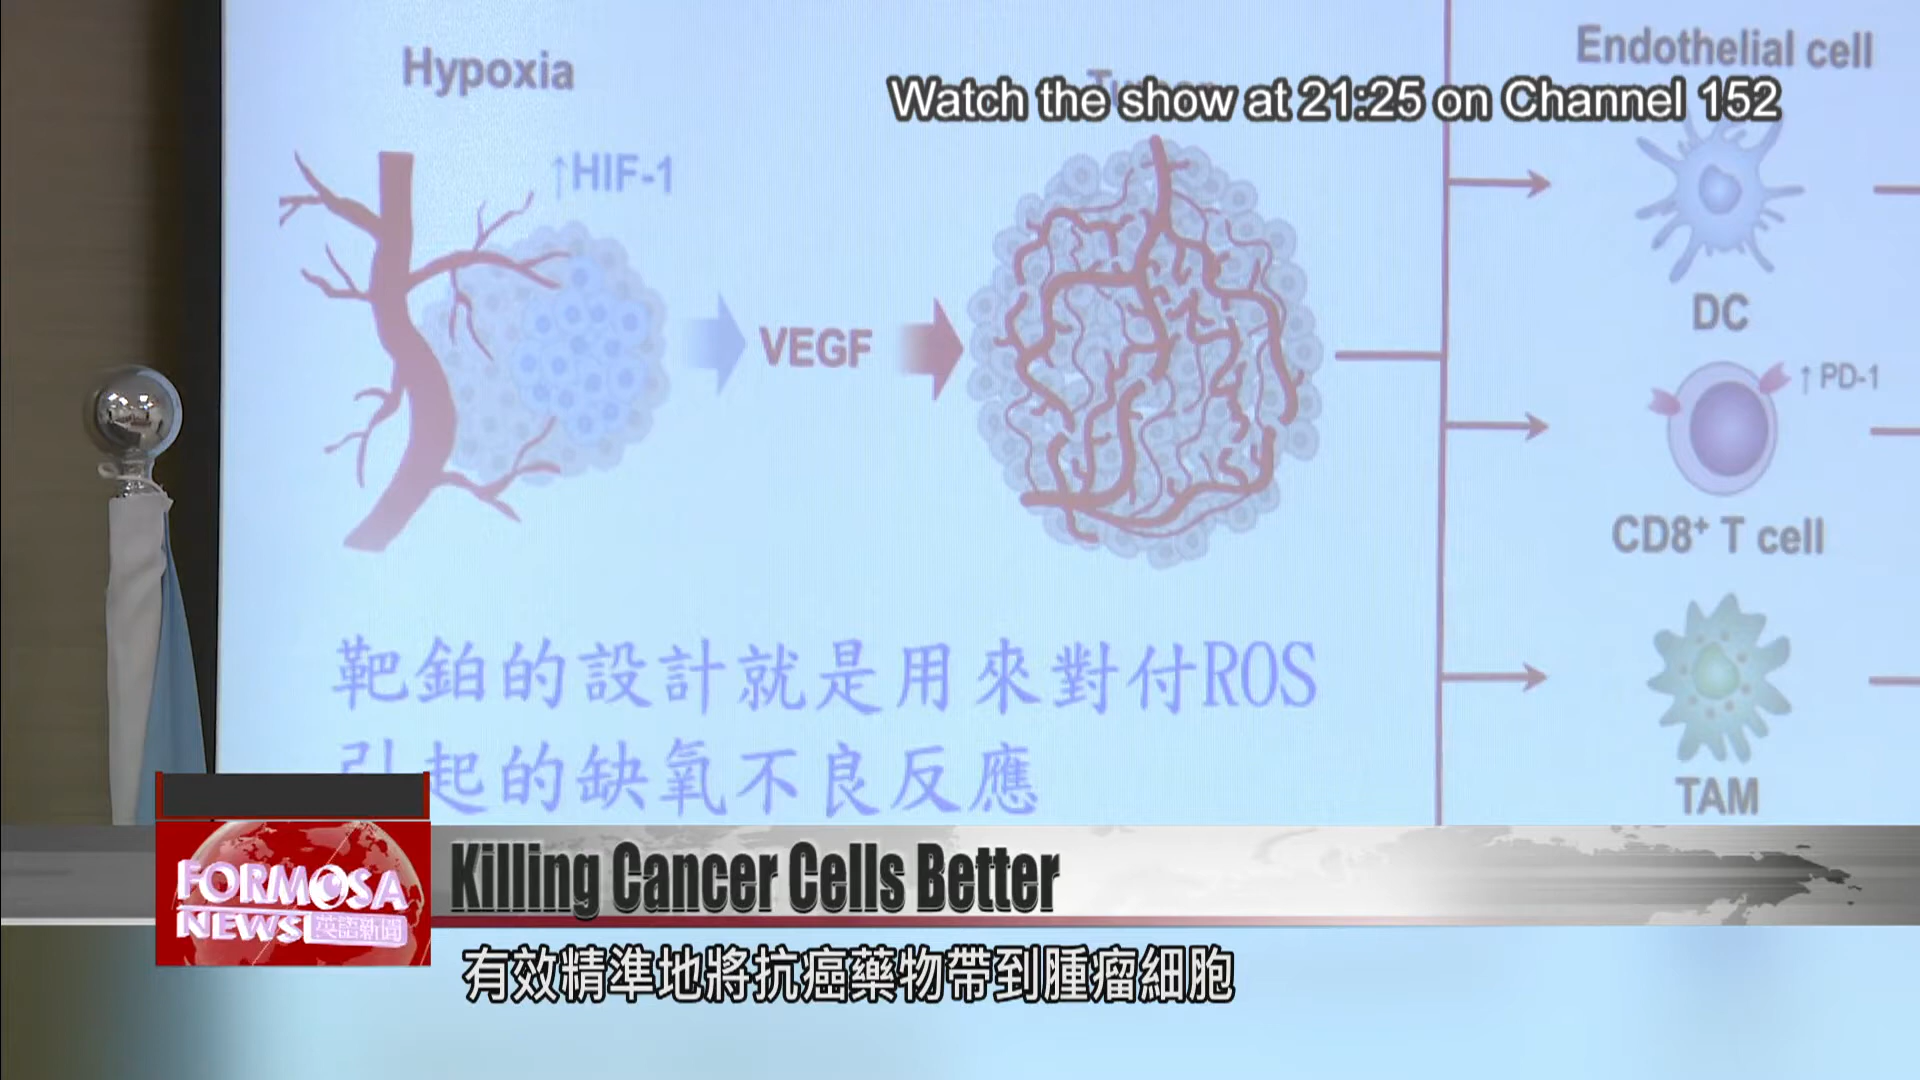 Hypoxia
Endothelial cell
Watch the show at 21:25 on Channel 152
↑HIF-1
VEGF
DC
↑ PD-1
CD8⁺ T cell
TAM
靶鉑的設計就是用來對付ROS
引起的缺氧不良反應
FORMOSA
NEWS 英語新聞
Killing Cancer Cells Better
有效精準地將抗癌藥物帶到腫瘤細胞